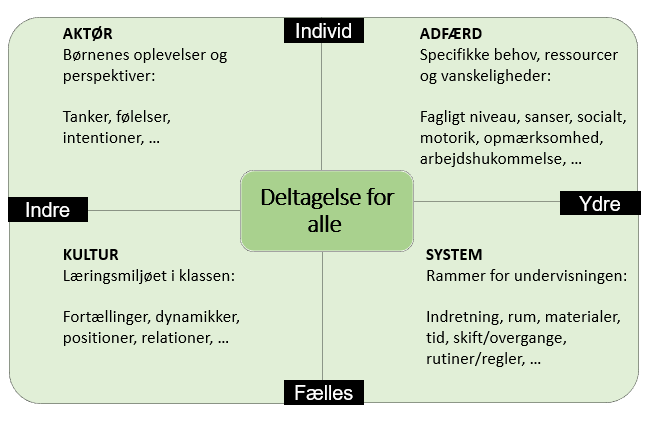 Individ
AKTØR
Børnenes oplevelser og
perspektiver:
Tanker, følelser,
intentioner, ...
ADFÆRD
Specifikke behov, ressourcer
og vanskeligheder:
Fagligt niveau, sanser, socialt,
motorik, opmærksomhed,
arbejdshukommelse, ...
Indre
Deltagelse for
alle
Ydre
KULTUR
Læringsmiljøet i klassen:
Fortællinger, dynamikker,
positioner, relationer, ...
SYSTEM
Rammer for undervisningen:
Indretning, rum, materialer,
tid, skift/overgange,
rutiner/regler, ...
Fælles